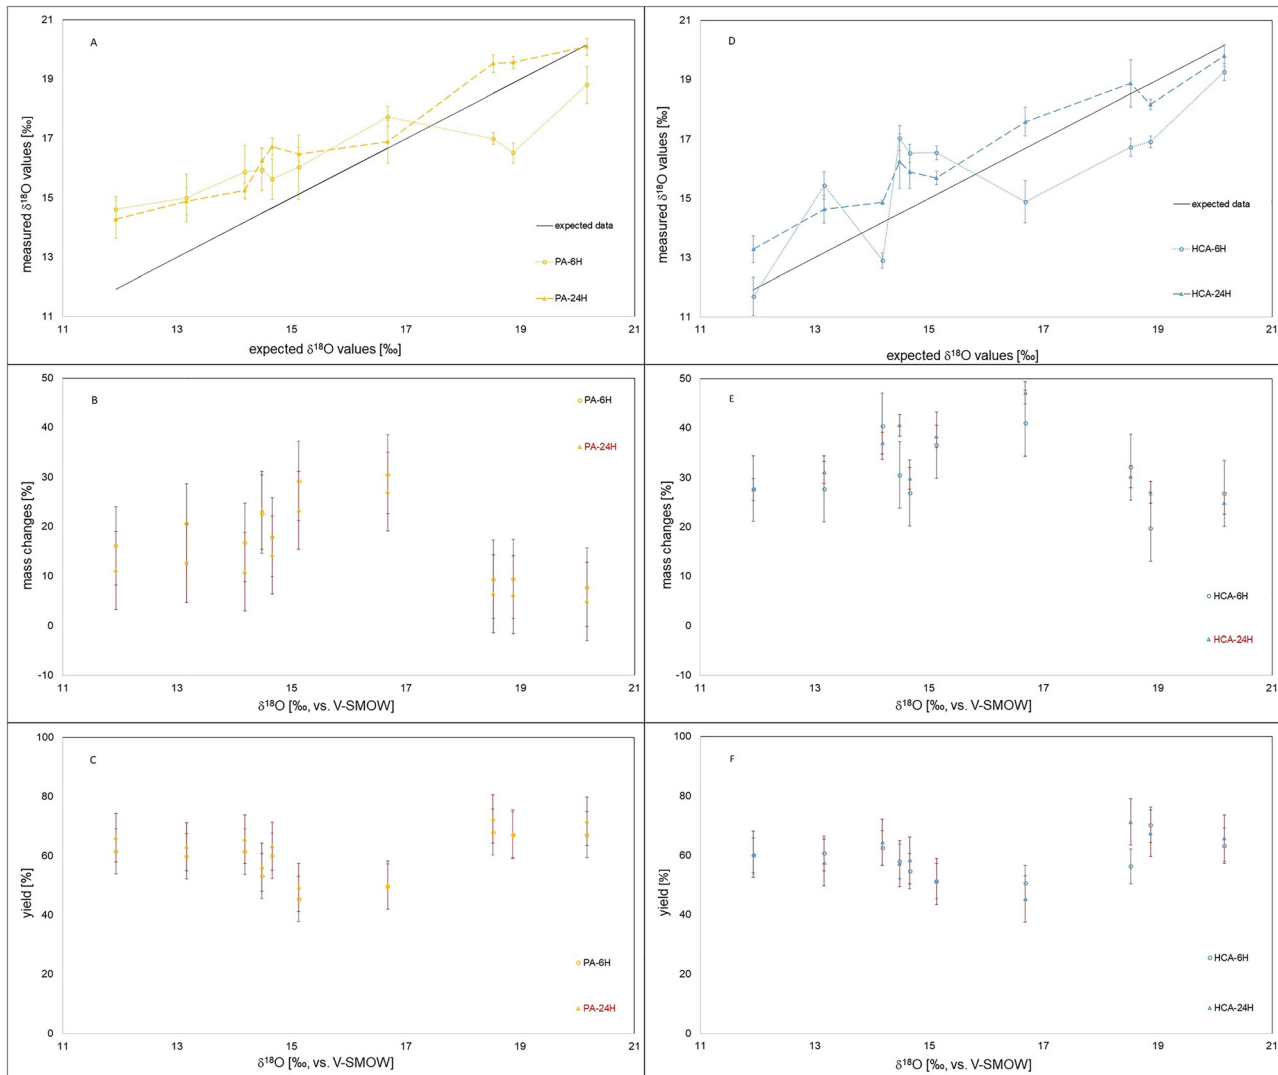 A
measured δ¹⁸O values [‰]
21
19
17
15
13
11
expected data
PA-6H
PA-24H
11 13 15 17 19 21
expected δ¹⁸O values [‰]
D
measured δ¹⁸O values [‰]
21
19
17
15
13
11
expected data
HCA-6H
HCA-24H
11 13 15 17 19 21
expected δ¹⁸O values [‰]
B
mass changes [%]
50
40
30
20
10
0
-10
PA-6H
PA-24H
11 13 15 17 19 21
δ¹⁸O [‰, vs. V-SMOW]
E
mass changes [%]
50
40
30
20
10
0
-10
HCA-6H
HCA-24H
11 13 15 17 19 21
δ¹⁸O [‰, vs. V-SMOW]
C
yield [%]
100
80
60
40
20
0
PA-6H
PA-24H
11 13 15 17 19 21
δ¹⁸O [‰, vs. V-SMOW]
F
yield [%]
100
80
60
40
20
0
HCA-6H
HCA-24H
11 13 15 17 19 21
δ¹⁸O [‰, vs. V-SMOW]